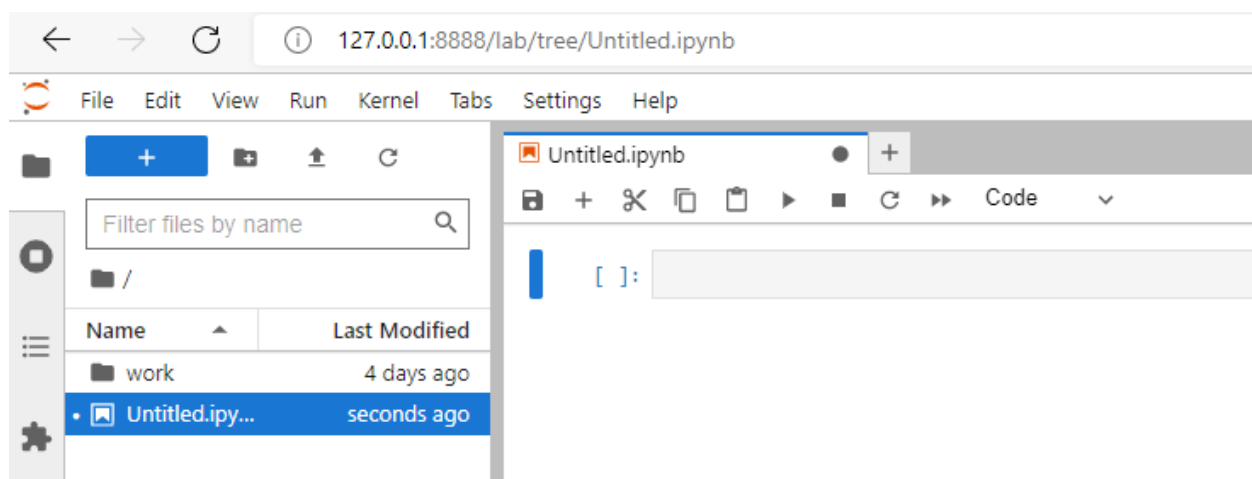 127.0.0.1:8888/lab/tree/Untitled.ipynb
File Edit View Run Kernel Tabs Settings Help
Untitled.ipynb
Code
Filter files by name
/
[ ]:
Name Last Modified
work 4 days ago
Untitled.ipy... seconds ago